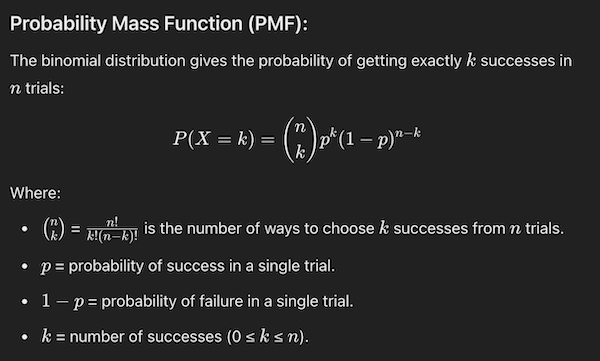 Probability Mass Function (PMF):
The binomial distribution gives the probability of getting exactly k successes in
n trials:
P(X = k) = \binom{n}{k} p^k (1 − p)^{n−k}
Where:
• \binom{n}{k} = \frac{n!}{k!(n−k)!} is the number of ways to choose k successes from n trials.
• p = probability of success in a single trial.
• 1 − p = probability of failure in a single trial.
• k = number of successes (0 ≤ k ≤ n).